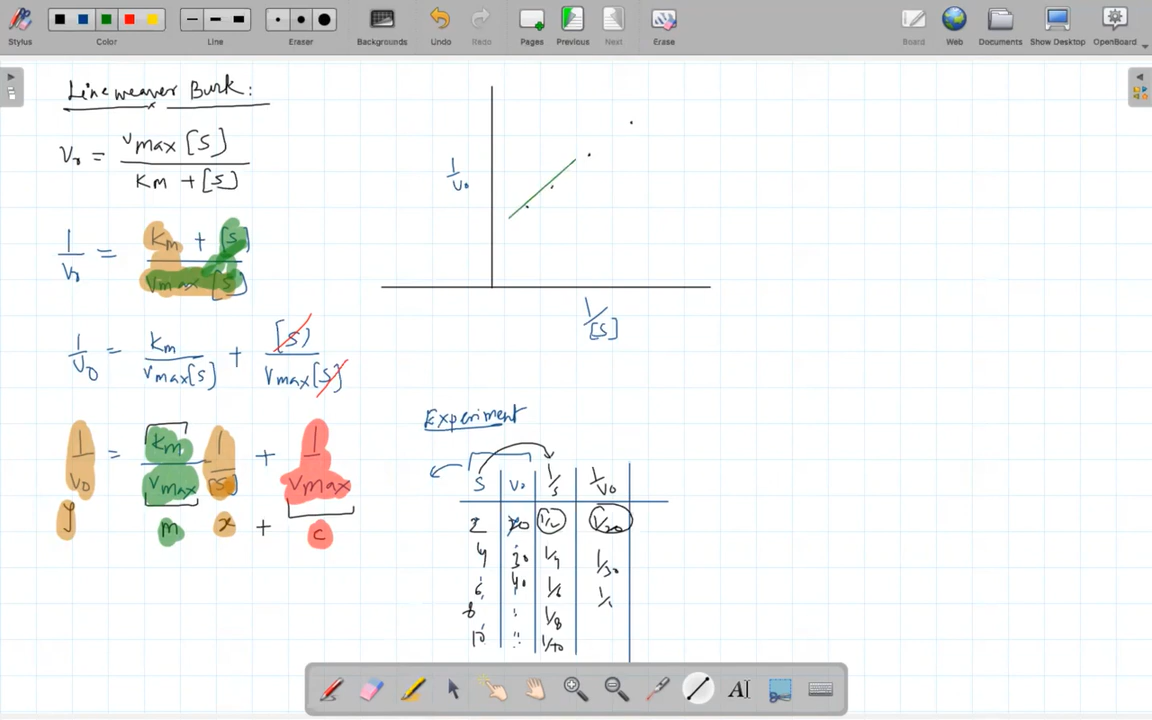 Stylus Color Line Eraser Backgrounds Undo Redo Pages Previous Next Erase Board Web Documents Show Desktop OpenBoard
Lineweaver Burk:
V₀ = Vmax [S] / Km + [S]
1/V₀ = Km + [S] / Vmax [S]
1/V₀ = Km / Vmax[S] + [S] / Vmax[S]
1/V₀ = Km/Vmax 1/[S] + 1/Vmax
y m x + c
1/V₀
1/[S]
Experiment
S V₀ 1/S 1/V₀
2 20 1/2 1/20
4 30 1/4 1/30
6 40 1/6 1/
8 1/8
10 1/10
AI